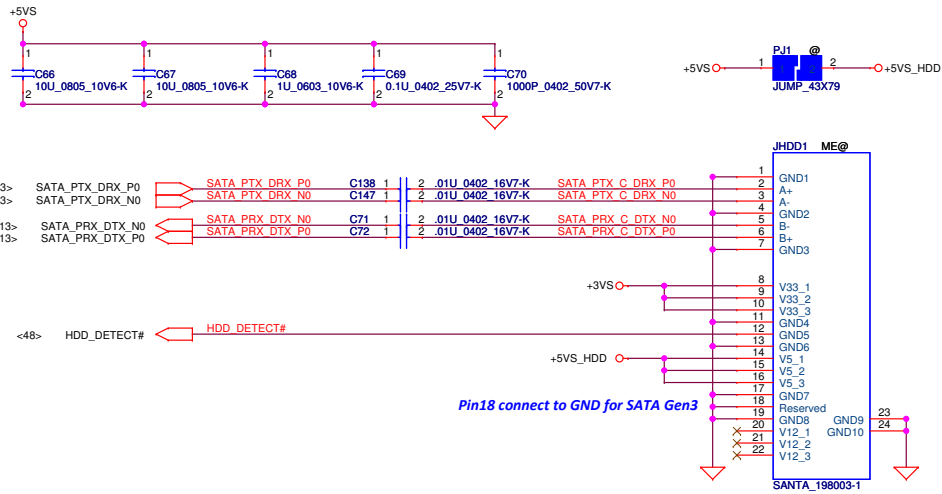 +5VS
1 1 1 1 1
C66 C67 C68 C69 C70
10U_0805_10V6-K 10U_0805_10V6-K 1U_0603_10V6-K 0.1U_0402_25V7-K 1000P_0402_50V7-K
2 2 2 2 2
PJ1 @
+5VS 1 1 2 2 +5VS_HDD
JUMP_43X79
JHDD1 ME@
1 GND1
3> SATA_PTX_DRX_P0 SATA_PTX_DRX_P0 C138 1 2 .01U_0402_16V7-K SATA_PTX_C_DRX_P0 2 A+
3> SATA_PTX_DRX_N0 SATA_PTX_DRX_N0 C147 1 2 .01U_0402_16V7-K SATA_PTX_C_DRX_N0 3 A-
4 GND2
13> SATA_PRX_DTX_N0 SATA_PRX_DTX_N0 C71 1 2 .01U_0402_16V7-K SATA_PRX_C_DTX_N0 5 B-
13> SATA_PRX_DTX_P0 SATA_PRX_DTX_P0 C72 1 2 .01U_0402_16V7-K SATA_PRX_C_DTX_P0 6 B+
7 GND3
+3VS 8 V33_1
9 V33_2
10 V33_3
11 GND4
<48> HDD_DETECT# HDD_DETECT# 12 GND5
13 GND6
+5VS_HDD 14 V5_1
15 V5_2
16 V5_3
17 GND7
Pin18 connect to GND for SATA Gen3 18 Reserved
19 GND8 GND9 23
20 V12_1 GND10 24
21 V12_2
22 V12_3
SANTA_198003-1